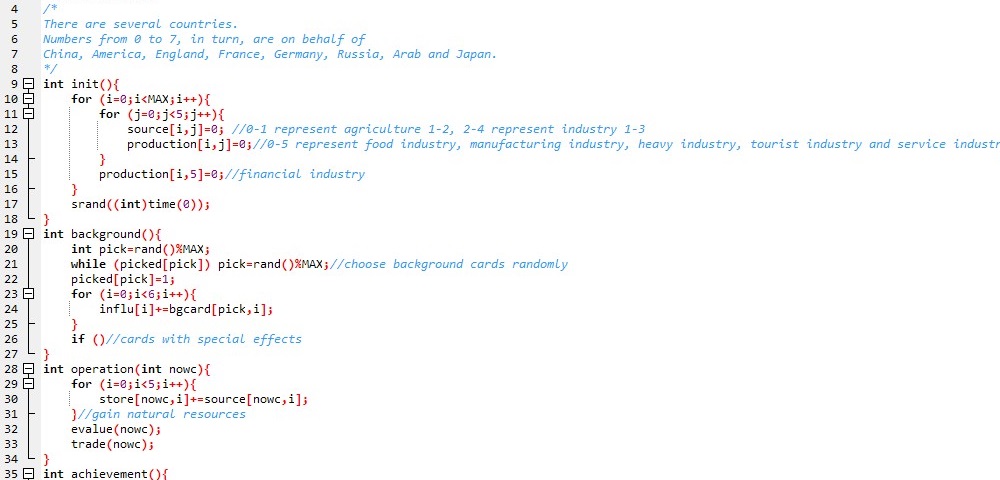 4 /*
5 There are several countries.
6 Numbers from 0 to 7, in turn, are on behalf of
7 China, America, England, France, Germany, Russia, Arab and Japan.
8 */
9 int init(){
10 for (i=0;i<MAX;i++){
11 for (j=0;j<5;j++){
12 source[i,j]=0; //0-1 represent agriculture 1-2, 2-4 represent industry 1-3
13 production[i,j]=0;//0-5 represent food industry, manufacturing industry, heavy industry, tourist industry and service industr
14 }
15 production[i,5]=0;//financial industry
16 }
17 srand((int)time(0));
18 }
19 int background(){
20 int pick=rand()%MAX;
21 while (picked[pick]) pick=rand()%MAX;//choose background cards randomly
22 picked[pick]=1;
23 for (i=0;i<6;i++){
24 influ[i]+=bgcard[pick,i];
25 }
26 if ()//cards with special effects
27 }
28 int operation(int nowc){
29 for (i=0;i<5;i++){
30 store[nowc,i]+=source[nowc,i];
31 }//gain natural resources
32 evalue(nowc);
33 trade(nowc);
34 }
35 int achievement(){